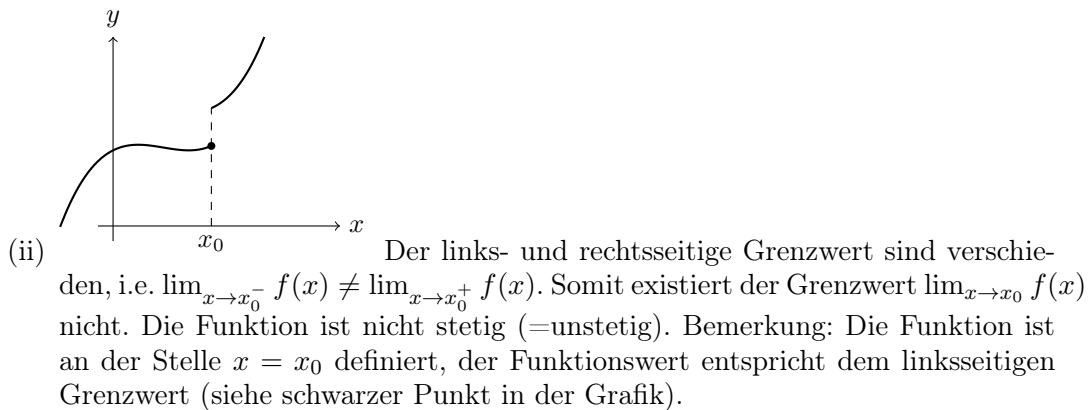 y
x
x₀
(ii) Der links- und rechtsseitige Grenzwert sind verschie-
den, i.e. lim_{x→x₀⁻} f(x) ≠ lim_{x→x₀⁺} f(x). Somit existiert der Grenzwert lim_{x→x₀} f(x)
nicht. Die Funktion ist nicht stetig (=unstetig). Bemerkung: Die Funktion ist
an der Stelle x = x₀ definiert, der Funktionswert entspricht dem linksseitigen
Grenzwert (siehe schwarzer Punkt in der Grafik).